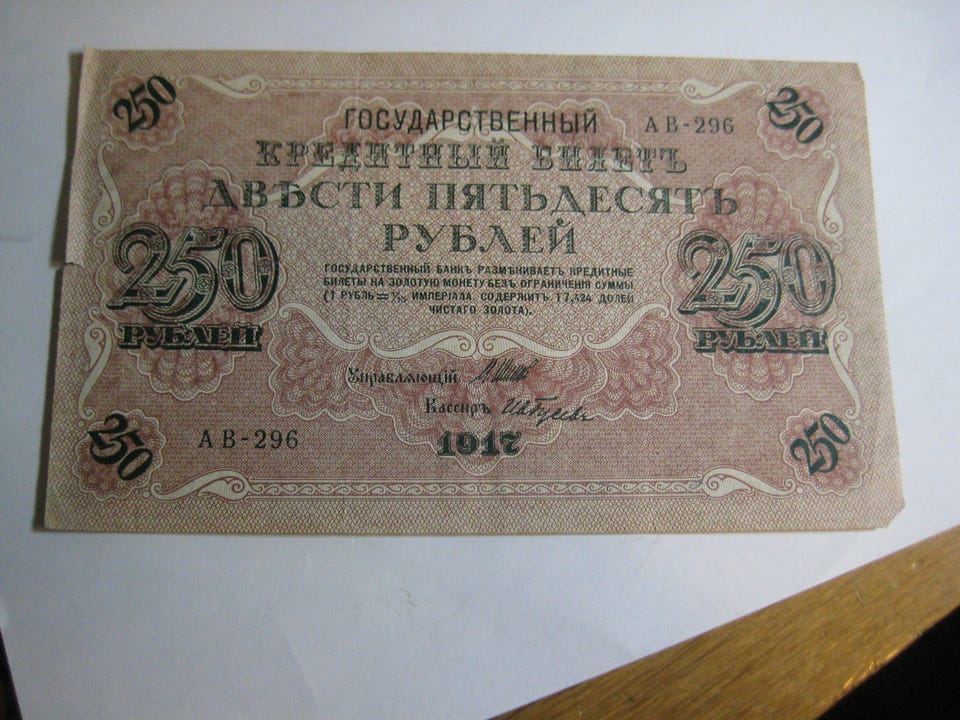 250
ГОСУДАРСТВЕННЫЙ
АВ-296
250
КРЕДИТНЫЙ БИЛЕТЪ
ДВѢСТИ ПЯТЬДЕСЯТЪ
РУБЛЕЙ
250
РУБЛЕЙ
ГОСУДАРСТВЕННЫЙ БАНКЪ РАЗМѢНИВАЕТЪ КРЕДИТНЫЕ
БИЛЕТЫ НА ЗОЛОТУЮ МОНЕТУ БЕЗЪ ОГРАНИЧЕНІЯ СУММЫ
(1 РУБЛЬ=1/15 ИМПЕРІАЛА, СОДЕРЖИТЪ 17,424 ДОЛЕЙ
ЧИСТАГО ЗОЛОТА).
250
РУБЛЕЙ
Управляющій
Кассиръ
250
АВ-296
1917
250